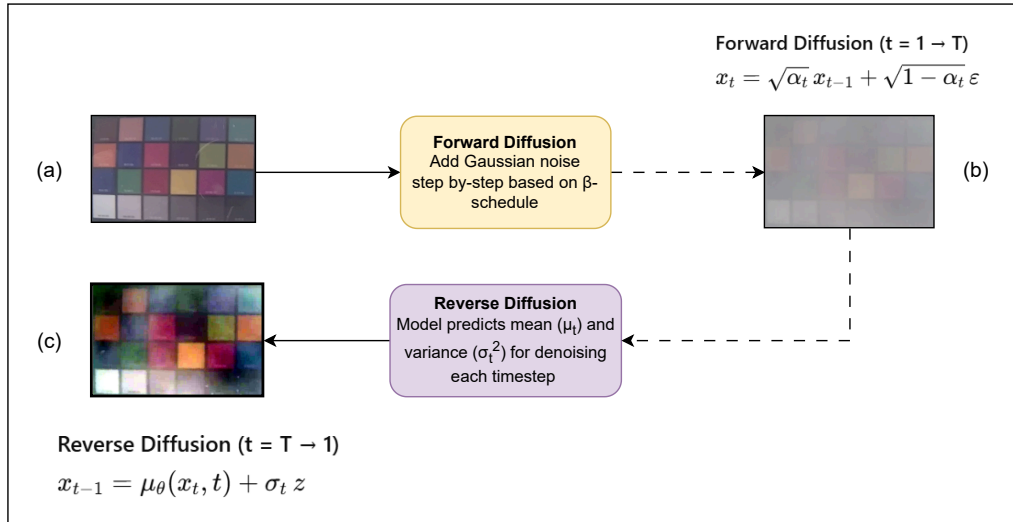 Forward Diffusion (t = 1 → T)
x_t = √α_t x_{t−1} + √1 − α_t ε
(a)
Forward Diffusion
Add Gaussian noise
step by-step based on β-
schedule
(b)
(c)
Reverse Diffusion
Model predicts mean (μ_t) and
variance (σ_t^2) for denoising
each timestep
Reverse Diffusion (t = T → 1)
x_{t−1} = μ_θ(x_t, t) + σ_t z